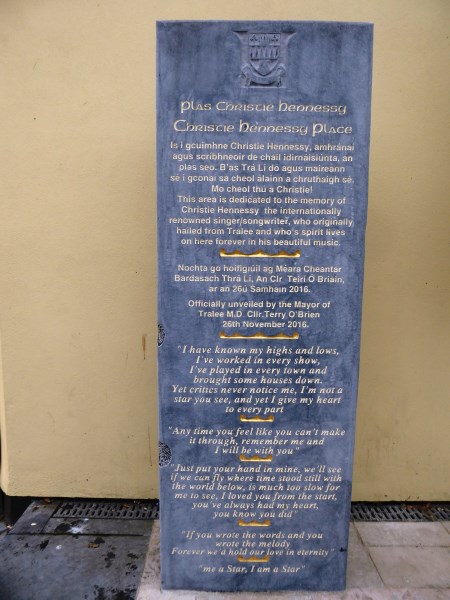 Plás Christie Hennessy
Christie Hennessy Place
Is i gcuimhne Christie Hennessy, amhránaí
agus scríbhneoir de chail idirnáisiúnta, an
plás seo. B'as Trá Lí dó agus maireann
sé i gconaí sa cheol álainn a chruthaigh sé.
Mo cheol thú a Christie!
This area is dedicated to the memory of
Christie Hennessy the internationally
renowned singer/songwriter, who originally
hailed from Tralee and who's spirit lives
on here forever in his beautiful music.
Nochta go hoifigiúil ag Méara Cheantar
Bardasach Thrá Lí, An Clr Teirí Ó Briain,
ar an 26ú Samhain 2016.
Officially unveiled by the Mayor of
Tralee M.D. Cllr.Terry O'Brien
26th November 2016.
"I have known my highs and lows,
I've worked in every show,
I've played in every town and
brought some houses down.
Yet critics never notice me, I'm not a
star you see, and yet I give my heart
to every part
"Any time you feel like you can't make
it through, remember me and
I will be with you"
"Just put your hand in mine, we'll see
if we can fly where time stood still with
the world below, is much too slow for
me to see, I loved you from the start,
you've always had my heart,
you know you did"
"If you wrote the words and you
wrote the melody
Forever we'd hold our love in eternity"
"me a Star, I am a Star"